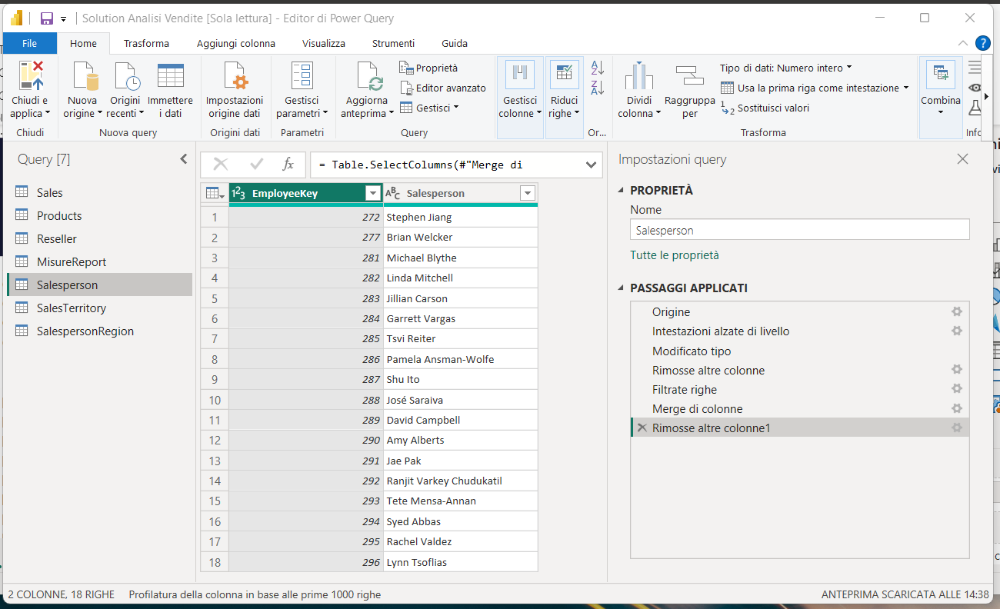 Solution Analisi Vendite [Sola lettura] - Editor di Power Query
File Home Trasforma Aggiungi colonna Visualizza Strumenti Guida
Chiudi e applica
Nuova origine
Origini recenti
Immettere i dati
Impostazioni origine dati
Gestisci parametri
Aggiorna anteprima
Proprietà
Editor avanzato
Gestisci
Gestisci colonne
Riduci righe
Dividi colonna
Raggruppa per
Tipo di dati: Numero intero
Usa la prima riga come intestazione
Sostituisci valori
Combina
Chiudi Nuova query Origini dati Parametri Query Or... Trasforma
Query [7]
Sales
Products
Reseller
MisureReport
Salesperson
SalesTerritory
SalespersonRegion
fx = Table.SelectColumns(#"Merge di
EmployeeKey Salesperson
1 272 Stephen Jiang
2 277 Brian Welcker
3 281 Michael Blythe
4 282 Linda Mitchell
5 283 Jillian Carson
6 284 Garrett Vargas
7 285 Tsvi Reiter
8 286 Pamela Ansman-Wolfe
9 287 Shu Ito
10 288 José Saraiva
11 289 David Campbell
12 290 Amy Alberts
13 291 Jae Pak
14 292 Ranjit Varkey Chudukatil
15 293 Tete Mensa-Annan
16 294 Syed Abbas
17 295 Rachel Valdez
18 296 Lynn Tsoflias
Impostazioni query
PROPRIETÀ
Nome
Salesperson
Tutte le proprietà
PASSAGGI APPLICATI
Origine
Intestazioni alzate di livello
Modificato tipo
Rimosse altre colonne
Filtrate righe
Merge di colonne
Rimosse altre colonne1
2 COLONNE, 18 RIGHE Profilatura della colonna in base alle prime 1000 righe
ANTEPRIMA SCARICATA ALLE 14:38